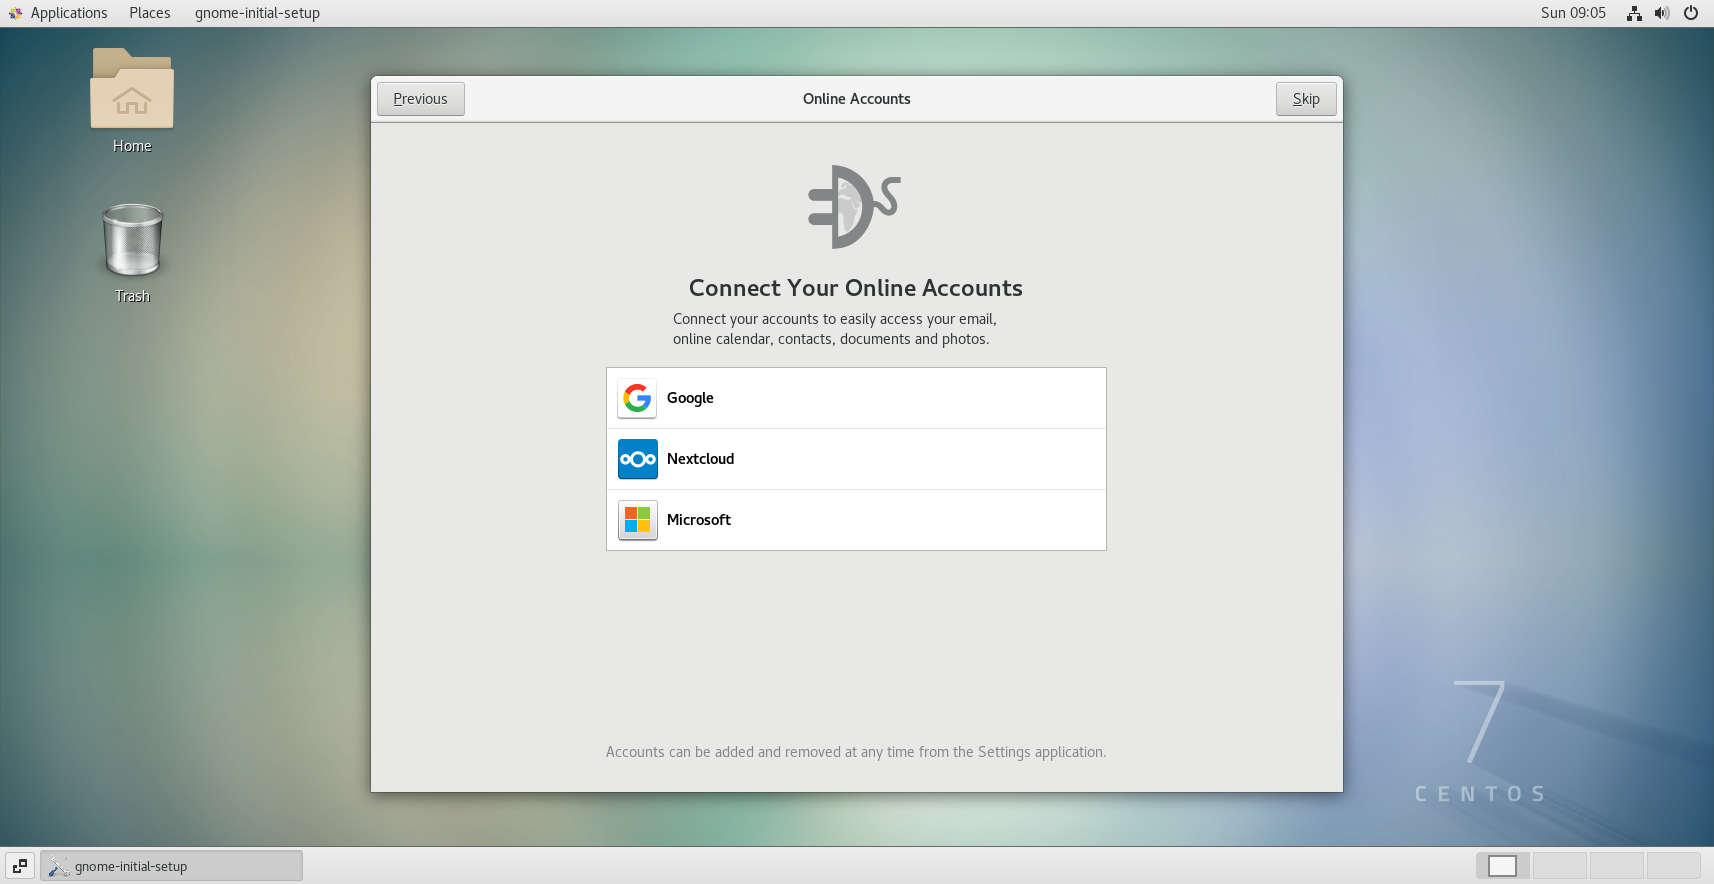 Applications Places gnome-initial-setup Sun 09:05
Home
Trash
Previous Online Accounts Skip
Connect Your Online Accounts
Connect your accounts to easily access your email,
online calendar, contacts, documents and photos.
Google
Nextcloud
Microsoft
Accounts can be added and removed at any time from the Settings application.
7
CENTOS
gnome-initial-setup